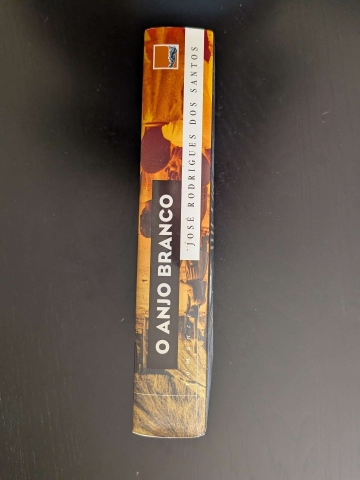 JOSÉ RODRIGUES DOS SANTOS
O ANJO BRANCO